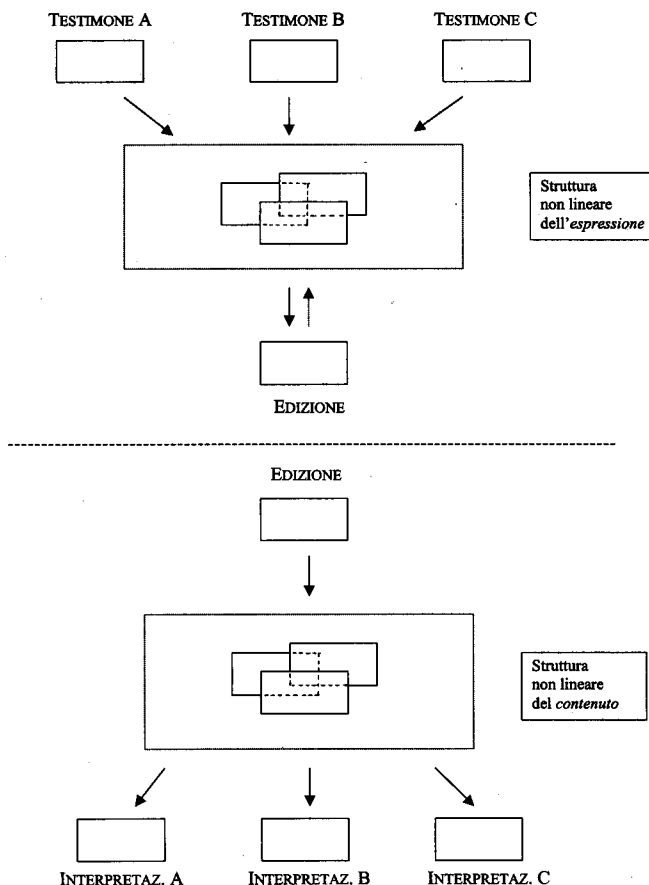 TESTIMONE A
TESTIMONE B
TESTIMONE C
Struttura
non lineare
dell'espressione
EDIZIONE
EDIZIONE
Struttura
non lineare
del contenuto
INTERPRETAZ. A
INTERPRETAZ. B
INTERPRETAZ. C